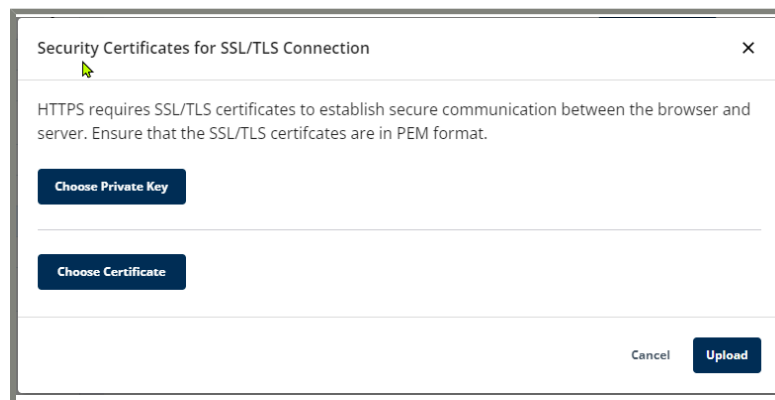 Security Certificates for SSL/TLS Connection
HTTPS requires SSL/TLS certificates to establish secure communication between the browser and
server. Ensure that the SSL/TLS certifcates are in PEM format.
Choose Private Key
Choose Certificate
Cancel
Upload